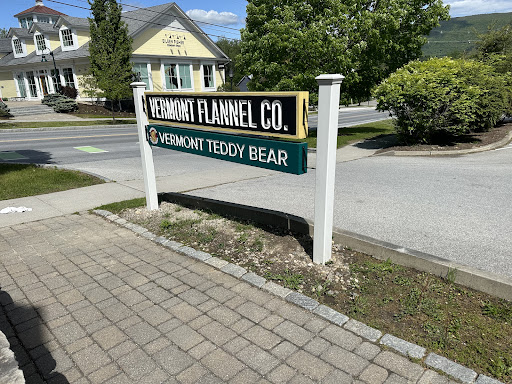 VERMONT FLANNEL CO.
VERMONT TEDDY BEAR